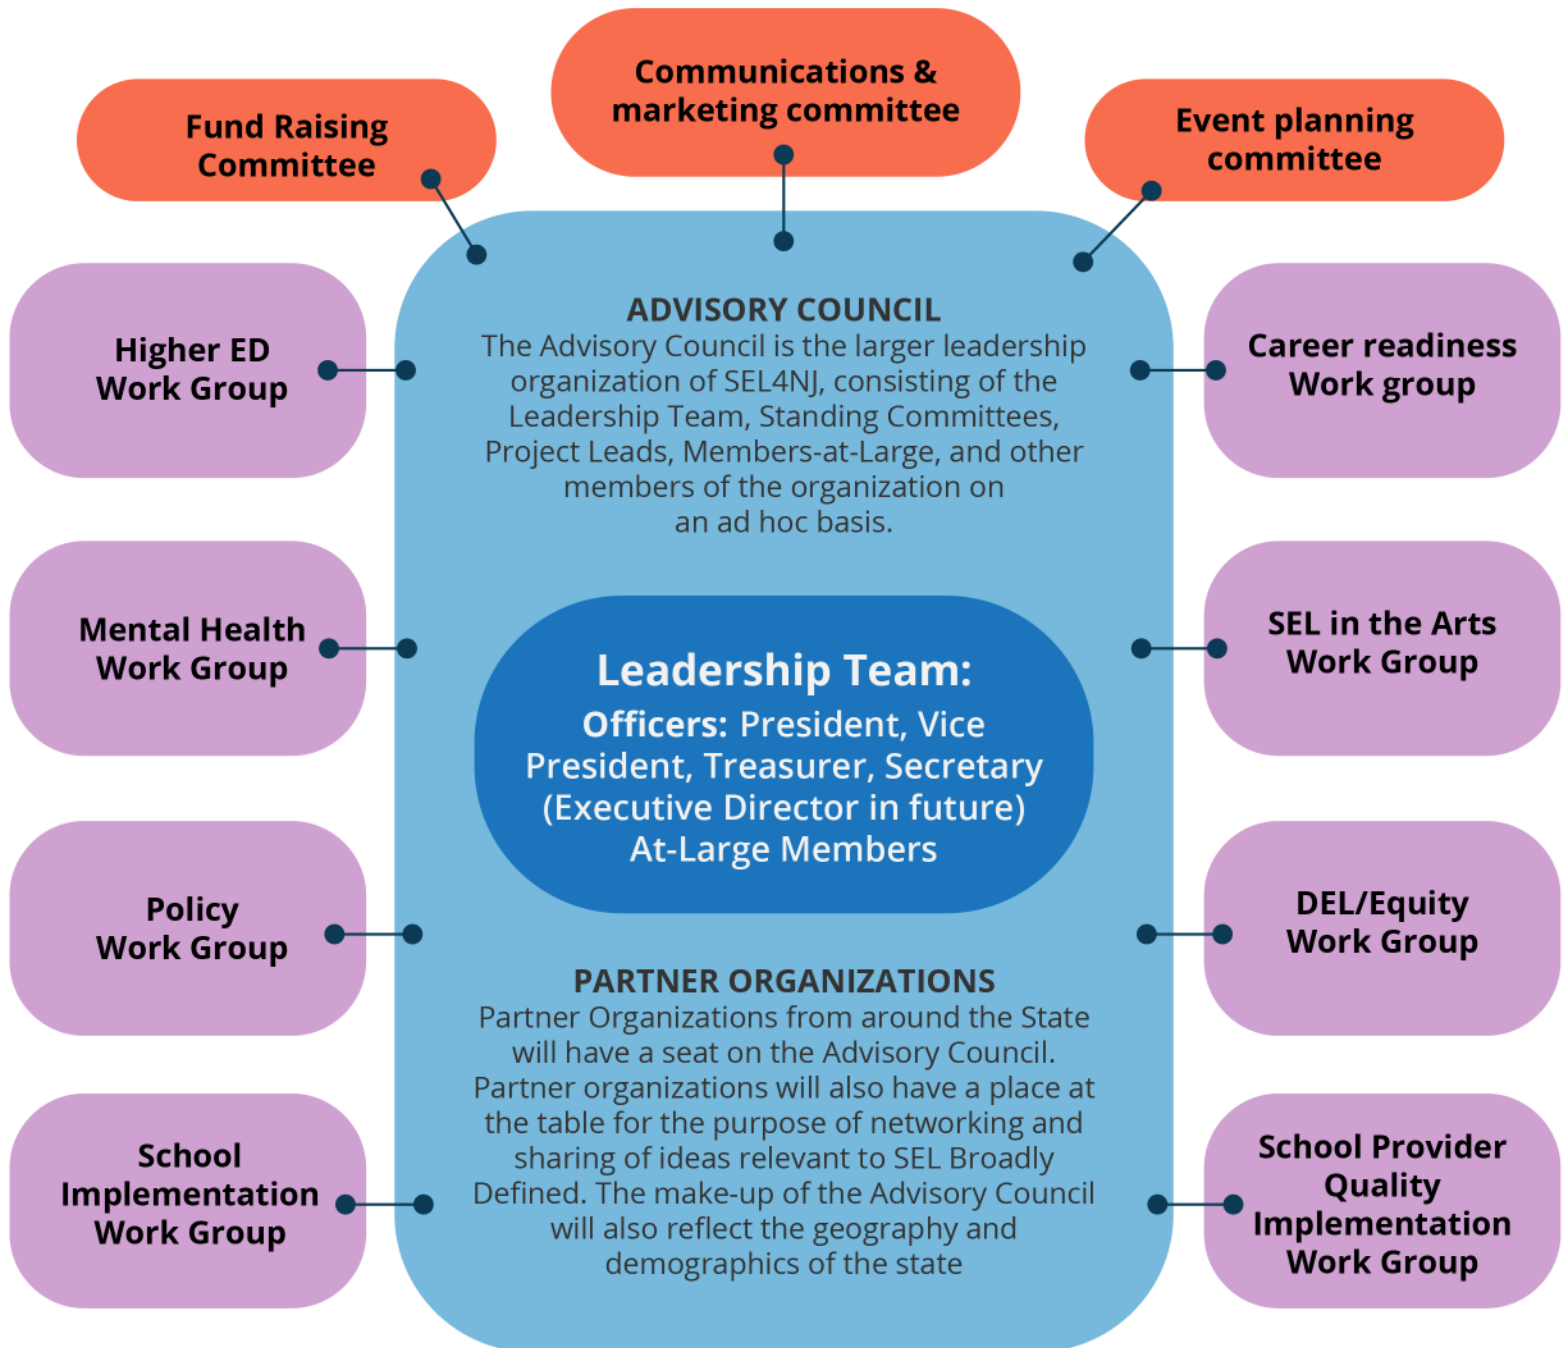 Communications &
marketing committee
Fund Raising
Committee
Event planning
committee
Higher ED
Work Group
Mental Health
Work Group
Policy
Work Group
School
Implementation
Work Group
ADVISORY COUNCIL
The Advisory Council is the larger leadership
organization of SEL4NJ, consisting of the
Leadership Team, Standing Committees,
Project Leads, Members-at-Large, and other
members of the organization on
an ad hoc basis.
Leadership Team:
Officers: President, Vice
President, Treasurer, Secretary
(Executive Director in future)
At-Large Members
PARTNER ORGANIZATIONS
Partner Organizations from around the State
will have a seat on the Advisory Council.
Partner organizations will also have a place at
the table for the purpose of networking and
sharing of ideas relevant to SEL Broadly
Defined. The make-up of the Advisory Council
will also reflect the geography and
demographics of the state
Career readiness
Work group
SEL in the Arts
Work Group
DEL/Equity
Work Group
School Provider
Quality
Implementation
Work Group